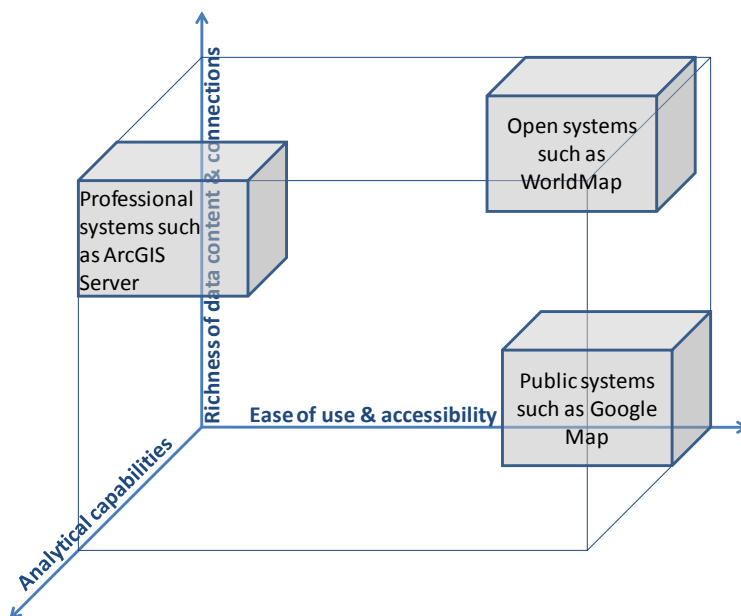 Richness of data content & connections
Open systems
such as
WorldMap
Professional
systems such
as ArcGIS
Server
Public systems
such as Google
Map
Ease of use & accessibility
Analytical capabilities